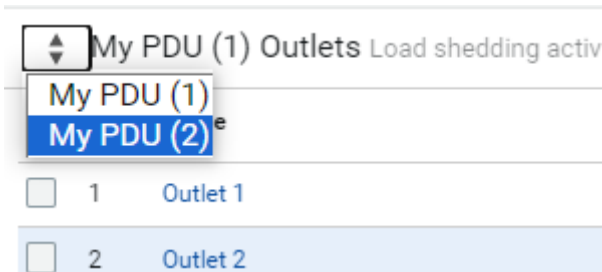 My PDU (1) Outlets Load shedding activ
My PDU (1)
My PDU (2) e
1 Outlet 1
2 Outlet 2